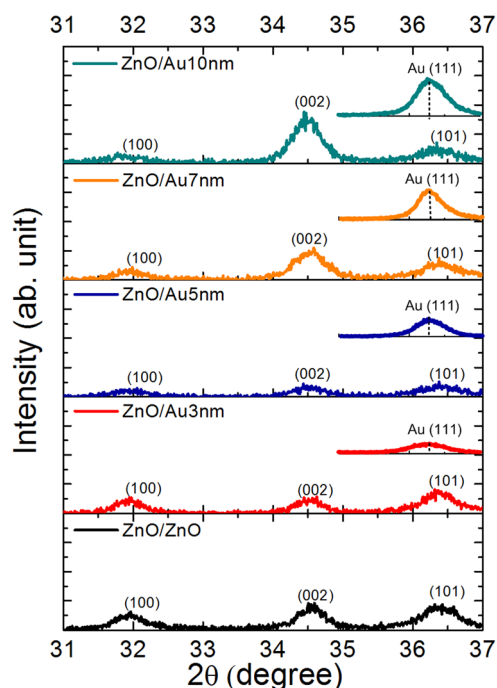 31 32 33 34 35 36 37
ZnO/Au10nm
Au (111)
(002)
(100)
(101)
ZnO/Au7nm
Au (111)
(002)
(100)
(101)
ZnO/Au5nm
Au (111)
(100)
(002)
(101)
ZnO/Au3nm
Au (111)
(100)
(002)
(101)
ZnO/ZnO
(100)
(002)
(101)
31 32 33 34 35 36 37
2θ (degree)
Intensity (ab. unit)